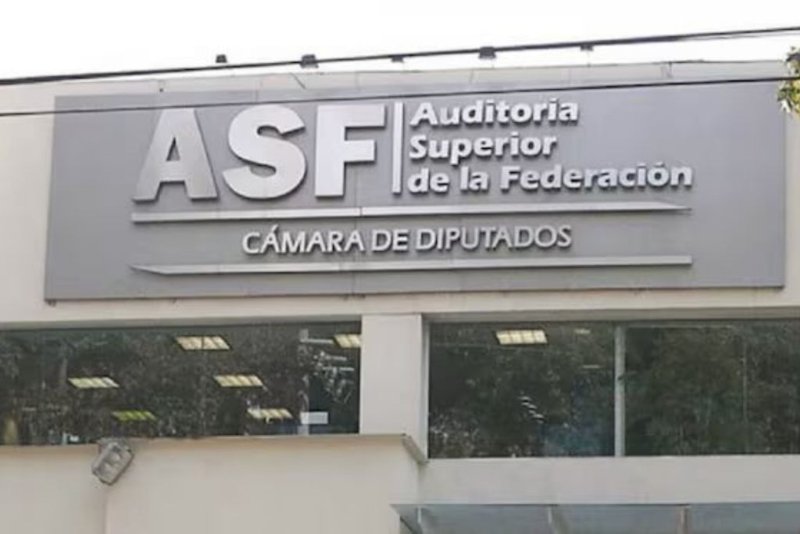 ASF
Auditoria
Superior
de la Federación
CÁMARA DE DIPUTADOS